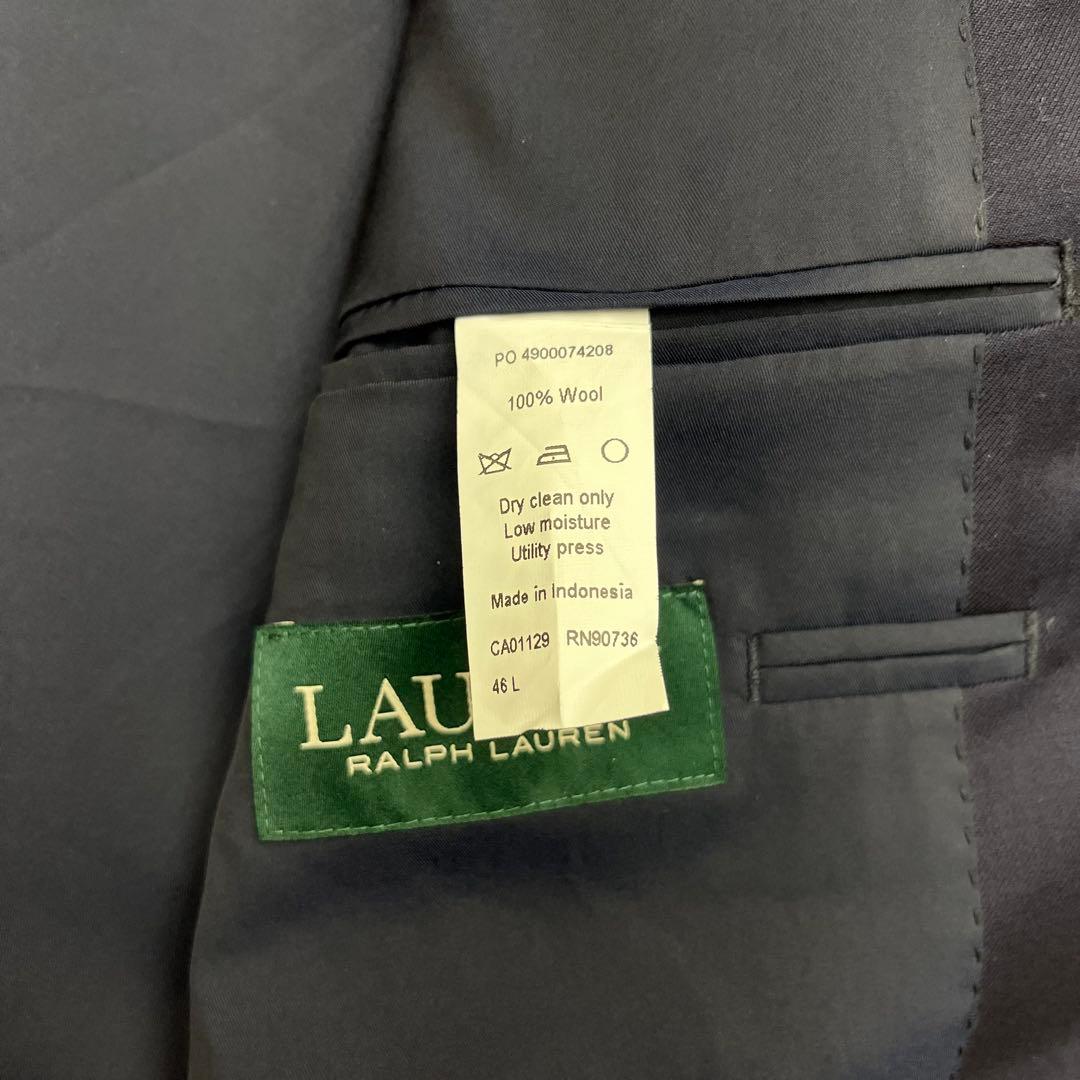 PO 4900074208
100% Wool
Dry clean only
Low moisture
Utility press
Made in Indonesia
CA01129 RN90736
46 L
LAU
RALPH LAUREN